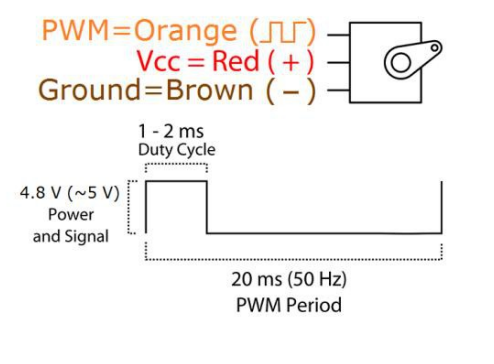 PWM=Orange (⎍⎍)
Vcc = Red ( + )
Ground=Brown ( – )
1 - 2 ms
Duty Cycle
4.8 V (~5 V)
Power
and Signal
20 ms (50 Hz)
PWM Period